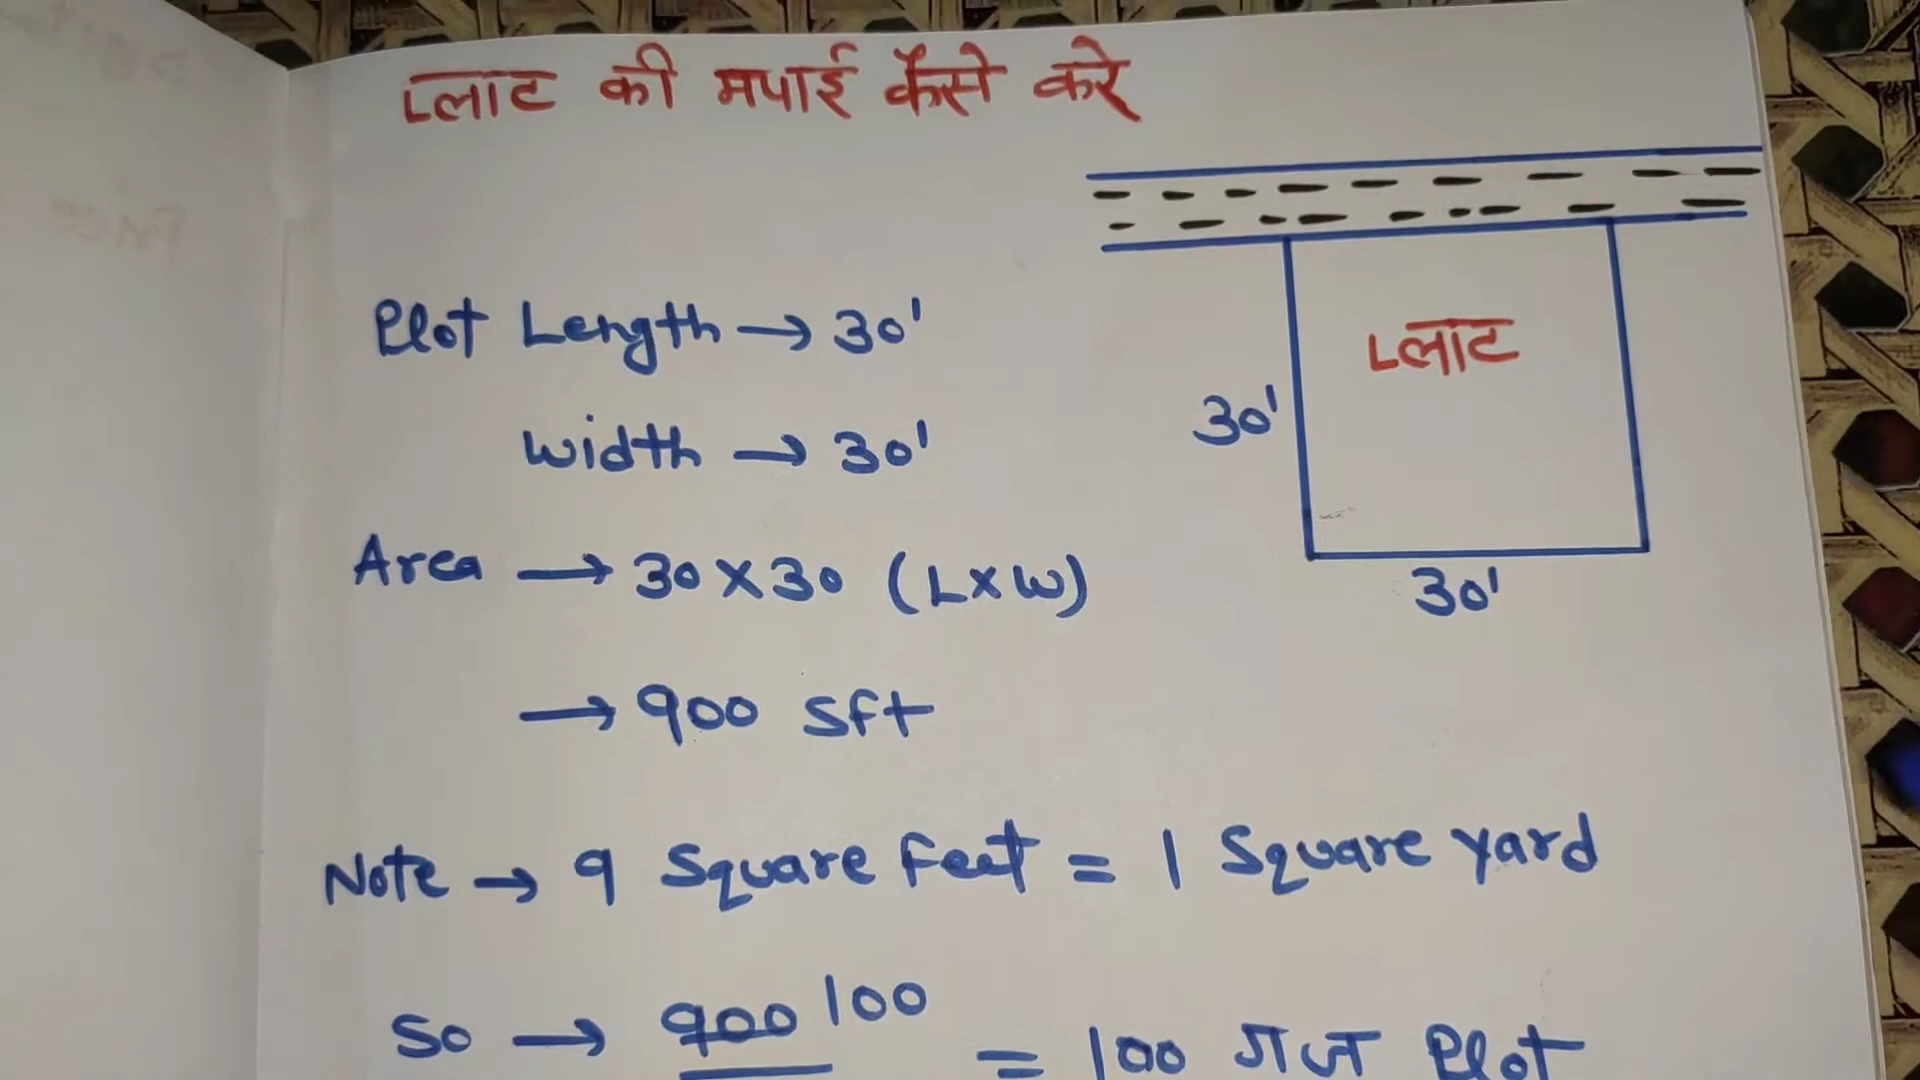 प्लाट की मपाई कैसे करे
Plot Length → 30'
width → 30'
Area → 30 x 30 (L x W)
→ 900 Sft
प्लाट
30'
30'
Note → 9 Square Feet = 1 Square yard
So → 900 100
= 100 गज Plot